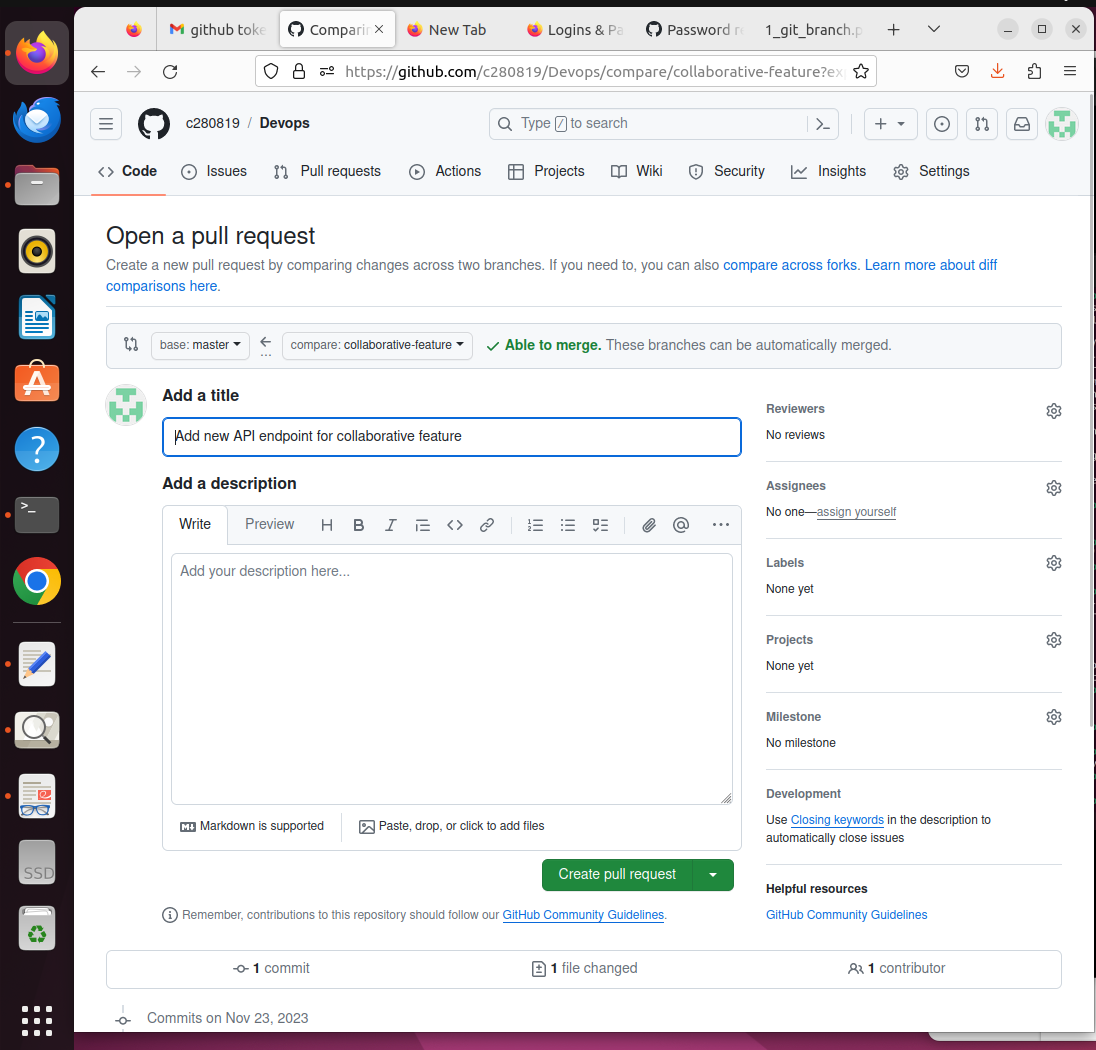 github toke
Comparin
New Tab
Logins & Pa
Password re
1_git_branch.p
https://github.com/c280819/Devops/compare/collaborative-feature?ex
c280819 / Devops
Type / to search
Code
Issues
Pull requests
Actions
Projects
Wiki
Security
Insights
Settings
Open a pull request
Create a new pull request by comparing changes across two branches. If you need to, you can also compare across forks. Learn more about diff
comparisons here.
base: master
compare: collaborative-feature
Able to merge. These branches can be automatically merged.
Add a title
Add new API endpoint for collaborative feature
Add a description
Write
Preview
Add your description here...
Markdown is supported
Paste, drop, or click to add files
Create pull request
Remember, contributions to this repository should follow our GitHub Community Guidelines.
Reviewers
No reviews
Assignees
No one—assign yourself
Labels
None yet
Projects
None yet
Milestone
No milestone
Development
Use Closing keywords in the description to
automatically close issues
Helpful resources
GitHub Community Guidelines
1 commit
1 file changed
1 contributor
Commits on Nov 23, 2023
SSD